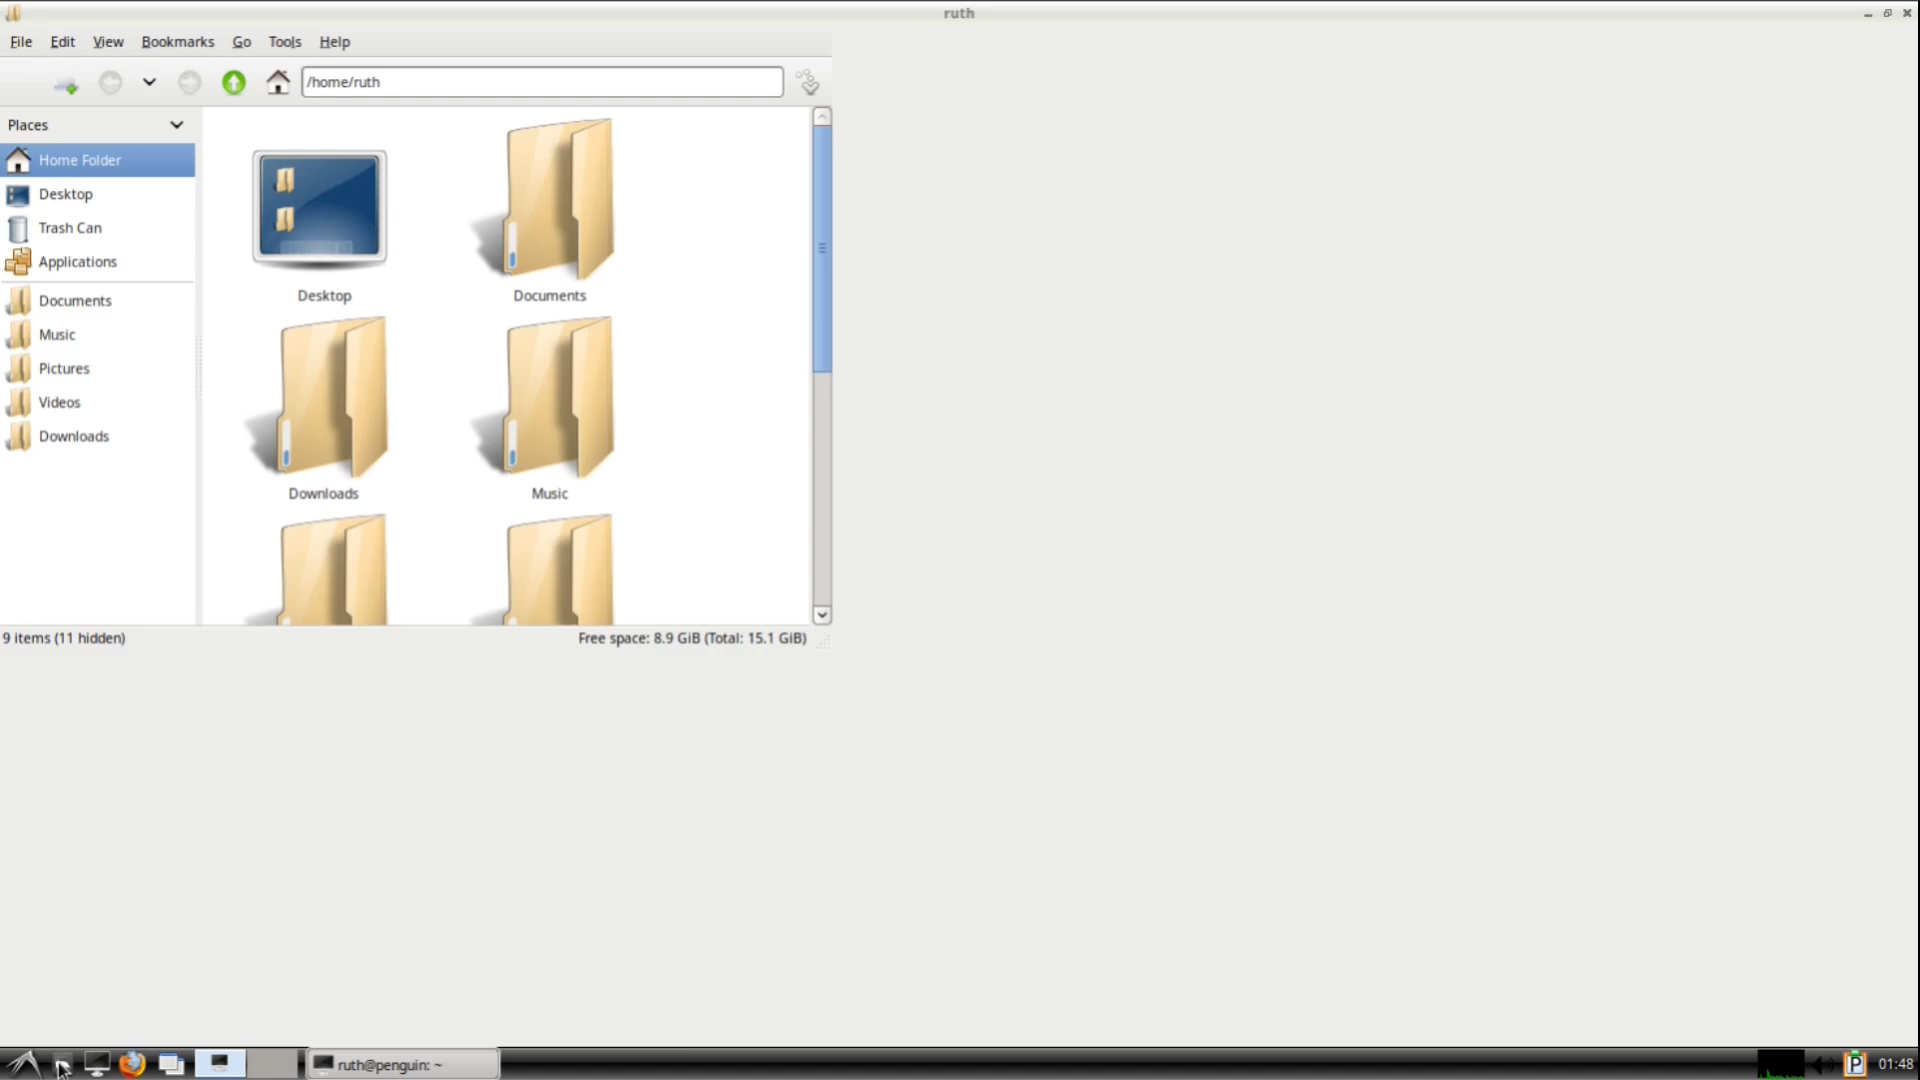 ruth
File Edit View Bookmarks Go Tools Help
/home/ruth
Places
Home Folder
Desktop
Trash Can
Applications
Documents
Music
Pictures
Videos
Downloads
Desktop Documents
Downloads Music
9 items (11 hidden) Free space: 8.9 GiB (Total: 15.1 GiB)
ruth@penguin: ~ P 01:48